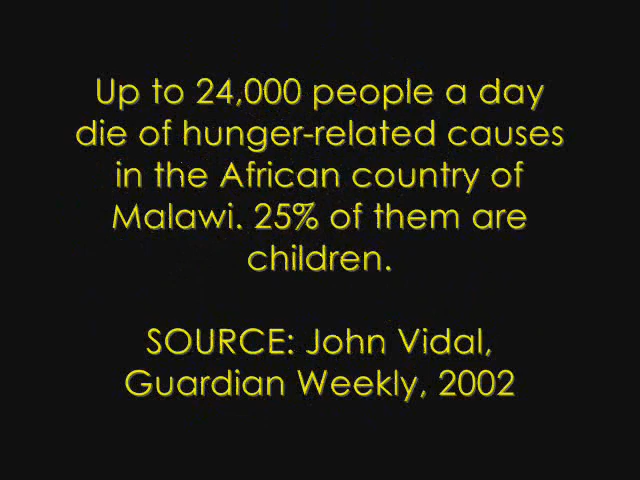 Up to 24,000 people a day
die of hunger-related causes
in the African country of
Malawi. 25% of them are
children.
SOURCE: John Vidal,
Guardian Weekly, 2002